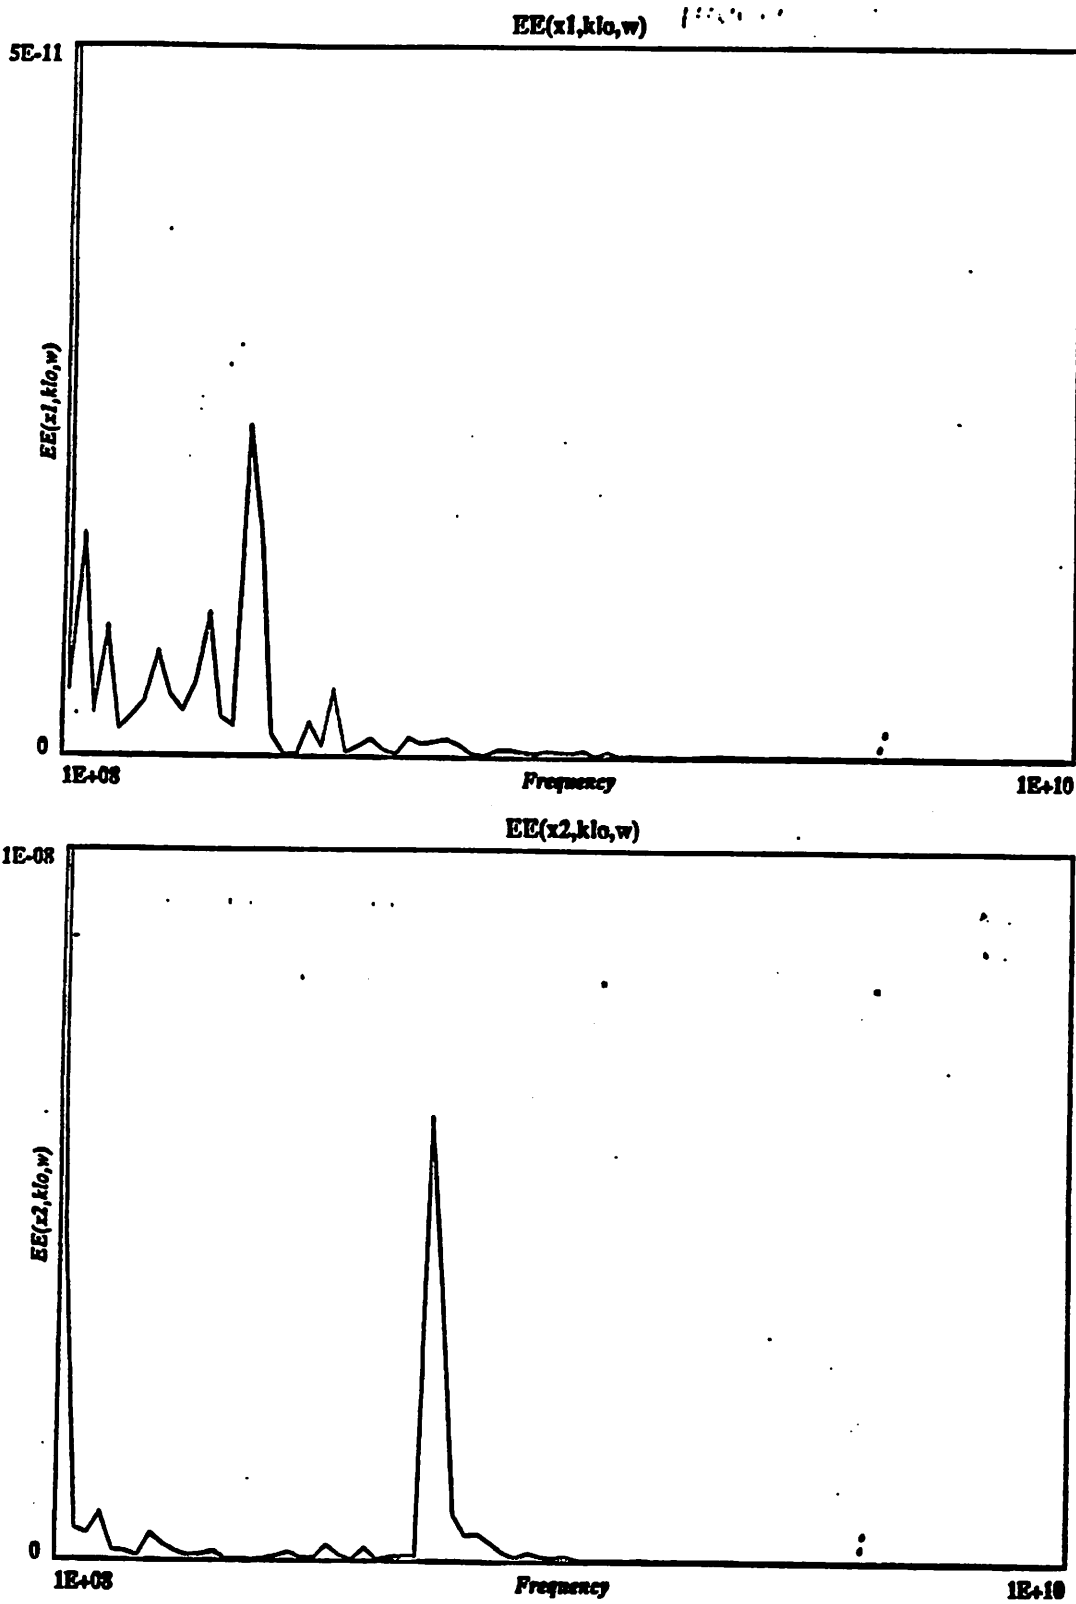 EE(x1,klo,w)
5E-11
EE(x1,klo,w)
0
1E+08
Frequency
1E+10
EE(x2,klo,w)
1E-08
EE(x2,klo,w)
0
1E+08
Frequency
1E+10